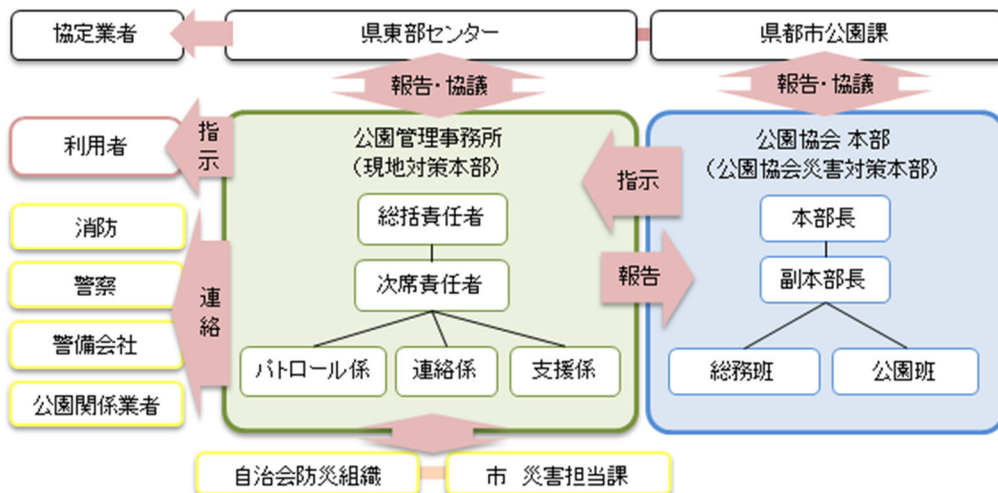 協定業者
県東部センター
県都市公園課
報告・協議
報告・協議
利用者
指示
公園管理事務所
（現地対策本部）
公園協会 本部
（公園協会災害対策本部）
指示
総括責任者
本部長
消防
次席責任者
報告
副本部長
警察
連絡
警備会社
パトロール係
連絡係
支援係
総務班
公園班
公園関係業者
自治会防災組織
市 災害担当課